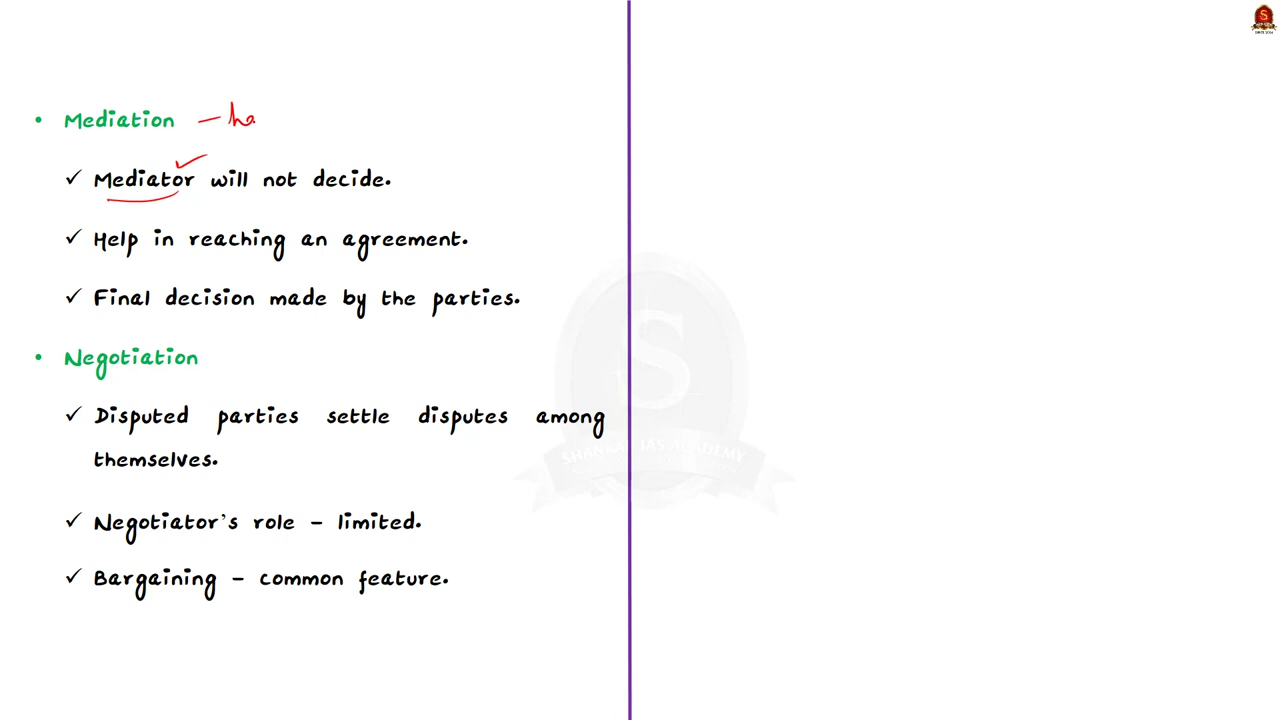 Mediation
Mediator will not decide.
Help in reaching an agreement.
Final decision made by the parties.
Negotiation
Disputed parties settle disputes among
themselves.
Negotiator's role - limited.
Bargaining - common feature.